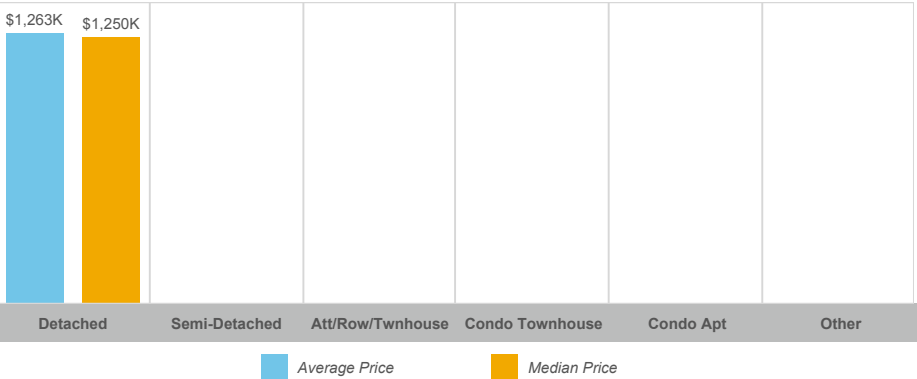 $1,263K
$1,250K
Detached Semi-Detached Att/Row/Twnhouse Condo Townhouse Condo Apt Other
Average Price Median Price